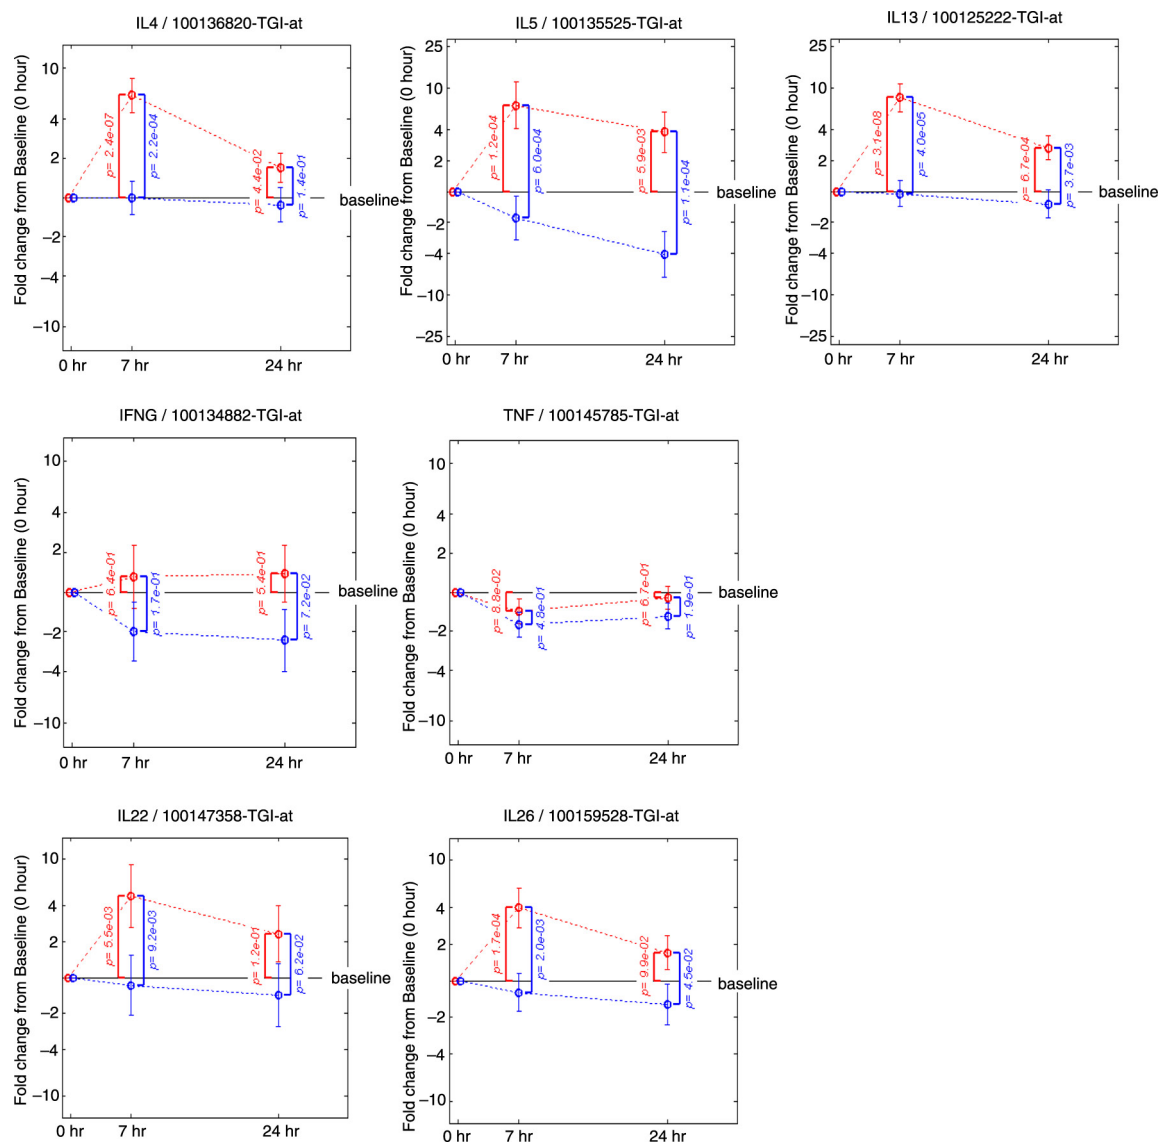 IL4 / 100136820-TGI-at
Fold change from Baseline (0 hour)
10
4
2
−2
−4
−10
p= 2.4e-07
p= 2.2e-04
p= 4.4e-02
p= 1.4e-01
baseline
0 hr
7 hr
24 hr
IL5 / 100135525-TGI-at
Fold change from Baseline (0 hour)
25
10
4
2
−2
−4
−10
−25
p= 1.2e-04
p= 6.0e-04
p= 5.9e-03
p= 1.1e-04
baseline
0 hr
7 hr
24 hr
IL13 / 100125222-TGI-at
Fold change from Baseline (0 hour)
25
10
4
2
−2
−4
−10
−25
p= 3.1e-08
p= 4.0e-05
p= 6.7e-04
p= 3.7e-03
baseline
0 hr
7 hr
24 hr
IFNG / 100134882-TGI-at
Fold change from Baseline (0 hour)
10
4
2
−2
−4
−10
p= 6.4e-01
p= 1.7e-01
p= 5.4e-01
p= 7.2e-02
baseline
0 hr
7 hr
24 hr
TNF / 100145785-TGI-at
Fold change from Baseline (0 hour)
10
4
2
−2
−4
−10
p= 8.8e-02
p= 4.8e-01
p= 6.7e-01
p= 1.9e-01
baseline
0 hr
7 hr
24 hr
IL22 / 100147358-TGI-at
Fold change from Baseline (0 hour)
10
4
2
−2
−4
−10
p= 5.5e-03
p= 9.2e-03
p= 1.2e-01
p= 6.2e-02
baseline
0 hr
7 hr
24 hr
IL26 / 100159528-TGI-at
Fold change from Baseline (0 hour)
10
4
2
−2
−4
−10
p= 1.7e-04
p= 2.0e-03
p= 9.9e-02
p= 4.5e-02
baseline
0 hr
7 hr
24 hr